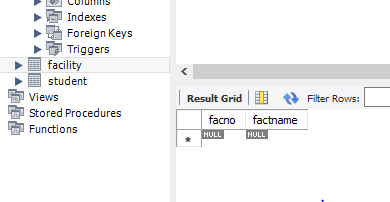 Columns
Indexes
Foreign Keys
Triggers
facility
student
Views
Stored Procedures
Functions
Result Grid Filter Rows:
facno factname
* NULL NULL